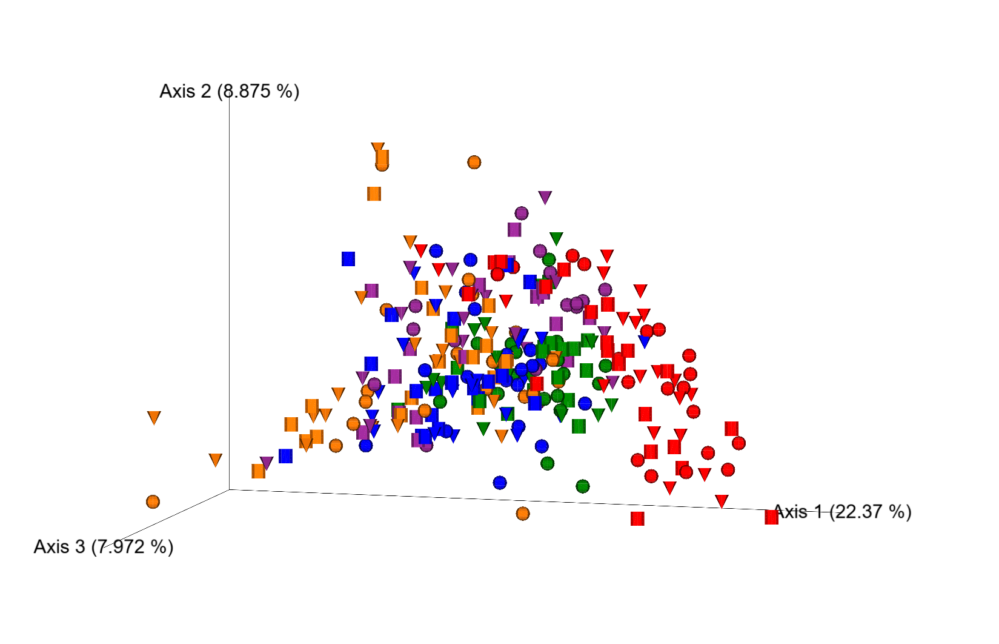 Axis 2 (8.875 %)
Axis 1 (22.37 %)
Axis 3 (7.972 %)